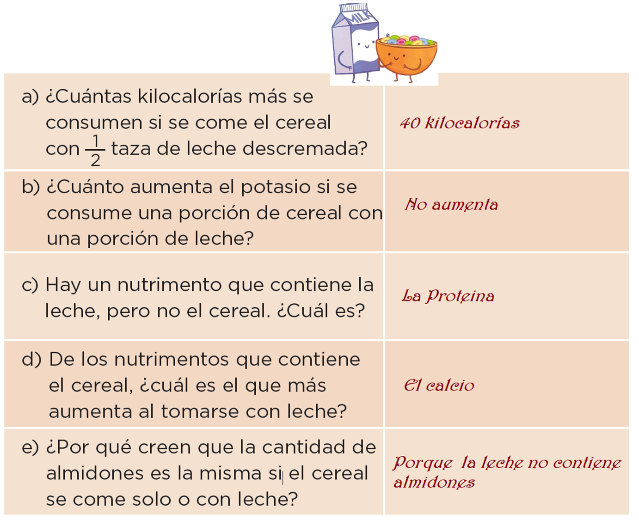 MILK
a) ¿Cuántas kilocalorías más se
consumen si se come el cereal
con 1/2 taza de leche descremada?
40 kilocalorías
b) ¿Cuánto aumenta el potasio si se
consume una porción de cereal con
una porción de leche?
No aumenta
c) Hay un nutrimento que contiene la
leche, pero no el cereal. ¿Cuál es?
La Proteina
d) De los nutrimentos que contiene
el cereal, ¿cuál es el que más
aumenta al tomarse con leche?
El calcio
e) ¿Por qué creen que la cantidad de
almidones es la misma si el cereal
se come solo o con leche?
Porque la leche no contiene
almidones